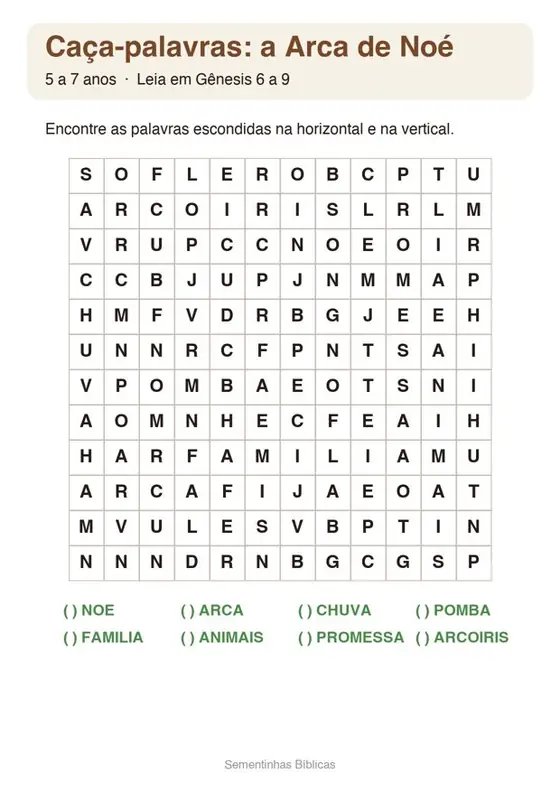 Caça-palavras: a Arca de Noé
5 a 7 anos · Leia em Gênesis 6 a 9
Encontre as palavras escondidas na horizontal e na vertical.
S O F L E R O B C P T U
A R C O I R I S L R L M
V R U P C C N O E O I R
C C B J U P J N M M A P
H M F V D R B G J E E H
U N N R C F P N T S A I
V P O M B A E O T S N I
A O M N H E C F E A I H
H A R F A M I L I A M U
A R C A F I J A E O A T
M V U L E S V B P T I N
N N N D R N B G C G S P
( ) NOE ( ) ARCA ( ) CHUVA ( ) POMBA
( ) FAMILIA ( ) ANIMAIS ( ) PROMESSA ( ) ARCOIRIS
Sementinhas Bíblicas